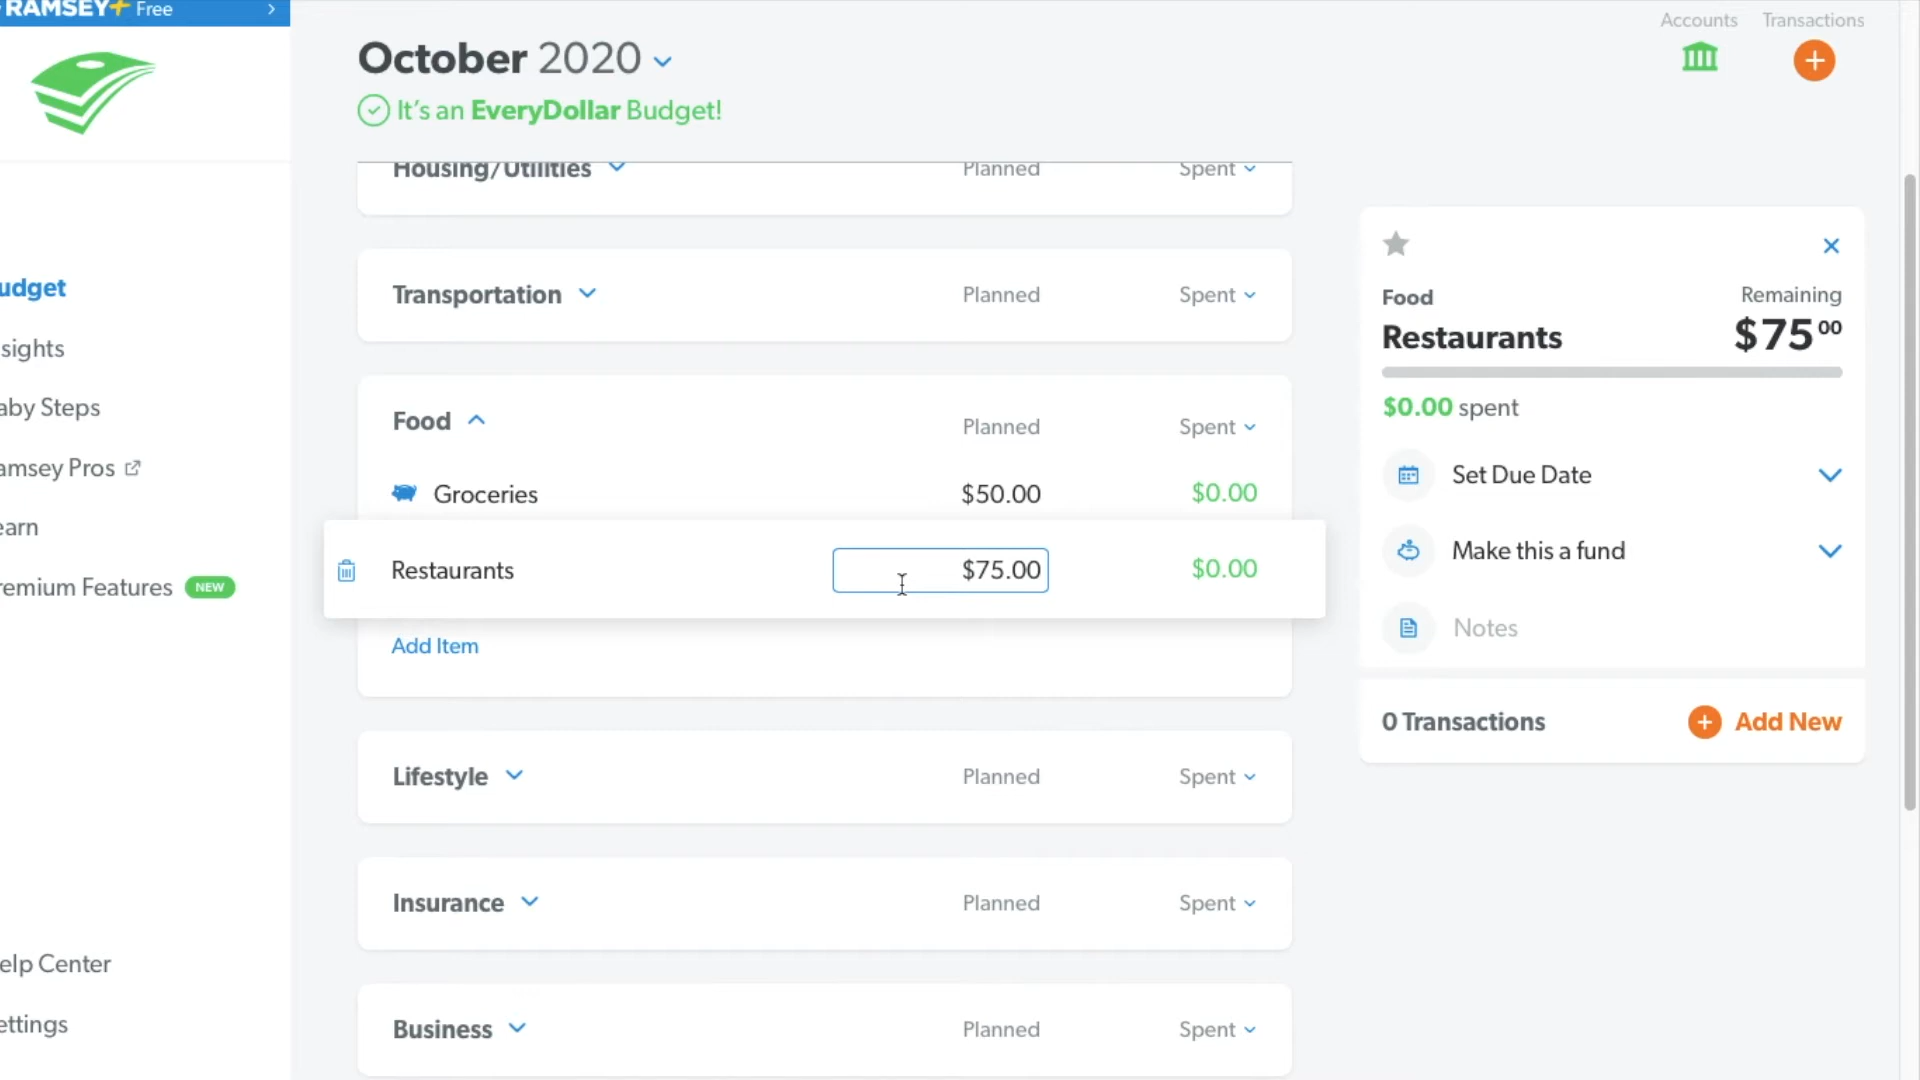 RAMSEY+ Free
Accounts Transactions
October 2020
It's an EveryDollar Budget!
Housing/Utilities Planned Spent
Transportation Planned Spent
Food Planned Spent
Groceries $50.00 $0.00
Restaurants $75.00 $0.00
Add Item
Lifestyle Planned Spent
Insurance Planned Spent
Business Planned Spent
udget
sights
aby Steps
amsey Pros
earn
remium Features NEW
elp Center
ettings
Food Remaining
Restaurants $75 00
$0.00 spent
Set Due Date
Make this a fund
Notes
0 Transactions Add New